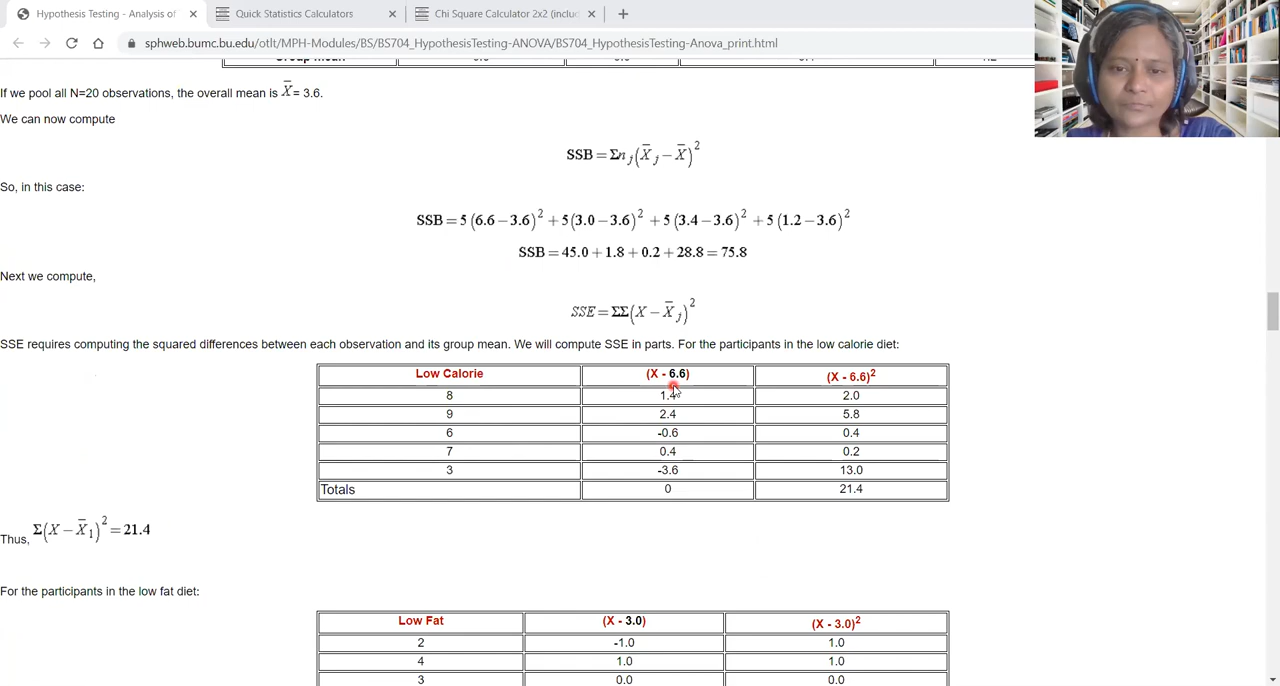 Hypothesis Testing - Analysis of
Quick Statistics Calculators
Chi Square Calculator 2x2 (inclu
sphweb.bumc.bu.edu/otlt/MPH-Modules/BS/BS704_HypothesisTesting-ANOVA/BS704_HypothesisTesting-Anova_print.html
If we pool all N=20 observations, the overall mean is X̄ = 3.6.
We can now compute
SSB = Σn_j(X̄_j − X̄)²
So, in this case:
SSB = 5 (6.6 − 3.6)² + 5 (3.0 − 3.6)² + 5 (3.4 − 3.6)² + 5 (1.2 − 3.6)²
SSB = 45.0 + 1.8 + 0.2 + 28.8 = 75.8
Next we compute,
SSE = ΣΣ(X − X̄_j)²
SSE requires computing the squared differences between each observation and its group mean. We will compute SSE in parts. For the participants in the low calorie diet:
Low Calorie (X - 6.6) (X - 6.6)²
8 1.4 2.0
9 2.4 5.8
6 -0.6 0.4
7 0.4 0.2
3 -3.6 13.0
Totals 0 21.4
Thus, Σ(X − X̄₁)² = 21.4
For the participants in the low fat diet:
Low Fat (X - 3.0) (X - 3.0)²
2 -1.0 1.0
4 1.0 1.0
3 0.0 0.0